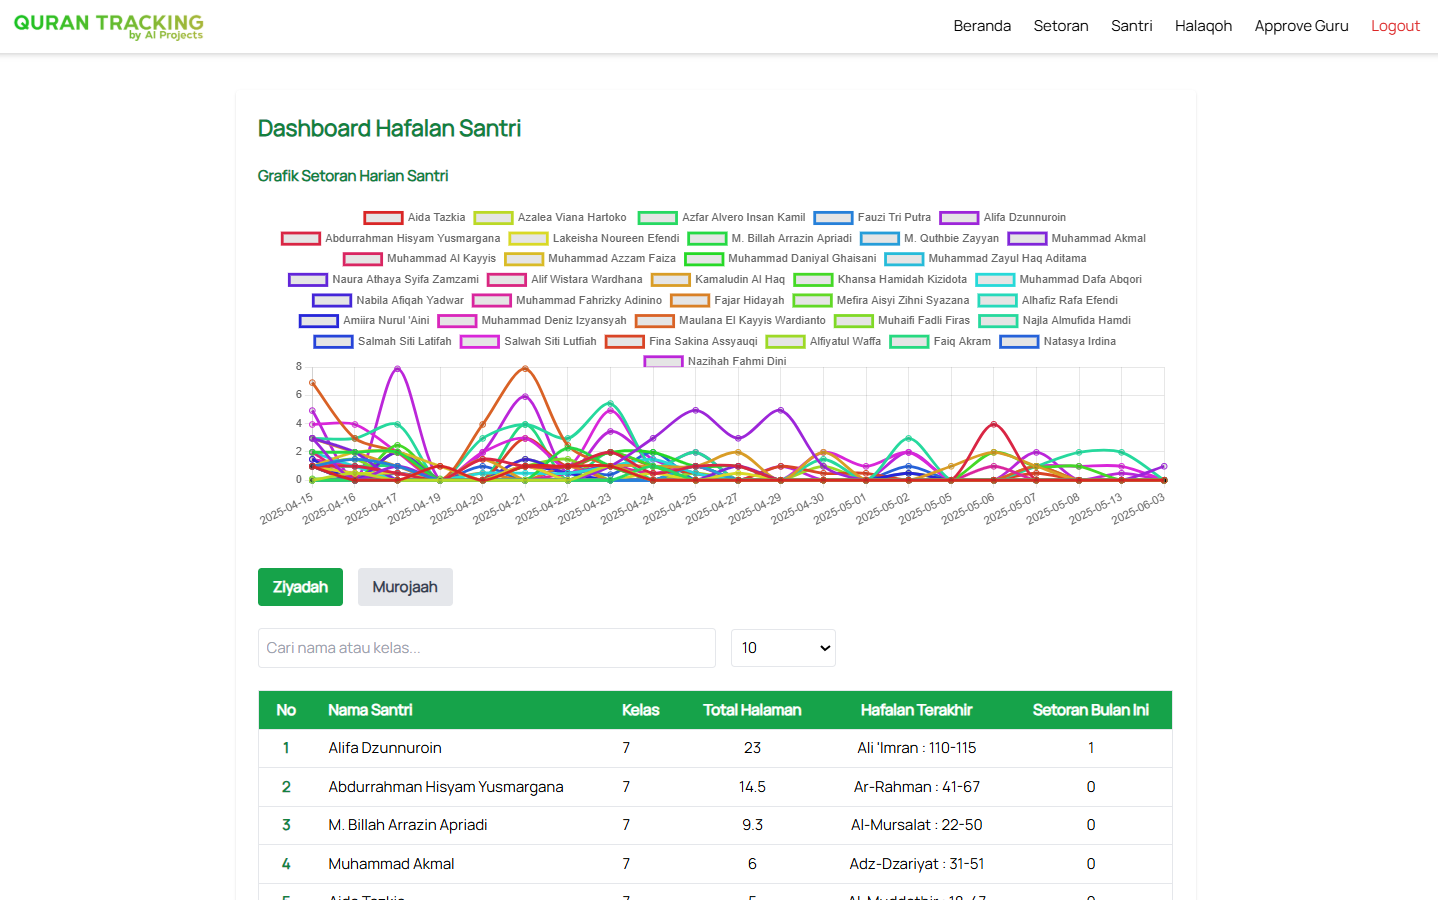 QURAN TRACKING
by AI Projects
Beranda Setoran Santri Halaqoh Approve Guru Logout
Dashboard Hafalan Santri
Grafik Setoran Harian Santri
Aida Tazkia Azalea Viana Hartoko Azfar Alvero Insan Kamil Fauzi Tri Putra Alifa Dzunnuroin
Abdurrahman Hisyam Yusmargana Lakeisha Noureen Efendi M. Billah Arrazin Apriadi M. Quthbie Zayyan Muhammad Akmal
Muhammad Al Kayyis Muhammad Azzam Faiza Muhammad Daniyal Ghaisani Muhammad Zayul Haq Aditama
Naura Athaya Syifa Zamzami Alif Wistara Wardhana Kamaludin Al Haq Khansa Hamidah Kizidota Muhammad Dafa Abqori
Nabila Afiqah Yadwar Muhammad Fahrizky Adinino Fajar Hidayah Mefira Aisyi Zihni Syazana Alhafiz Rafa Efendi
Amiira Nurul 'Aini Muhammad Deniz Izyansyah Maulana El Kayyis Wardianto Muhaifi Fadli Firas Najla Almufida Hamdi
Salmah Siti Latifah Salwah Siti Lutfiah Fina Sakina Assyauqi Alfiyatul Waffa Faiq Akram Natasya Irdina
Nazihah Fahmi Dini
8
6
4
2
0
2025-04-15 2025-04-16 2025-04-17 2025-04-19 2025-04-20 2025-04-21 2025-04-22 2025-04-23 2025-04-24 2025-04-25 2025-04-27 2025-04-29 2025-04-30 2025-05-01 2025-05-02 2025-05-05 2025-05-06 2025-05-07 2025-05-08 2025-05-13 2025-06-03
Ziyadah Murojaah
Cari nama atau kelas... 10
No Nama Santri Kelas Total Halaman Hafalan Terakhir Setoran Bulan Ini
1 Alifa Dzunnuroin 7 23 Ali 'Imran : 110-115 1
2 Abdurrahman Hisyam Yusmargana 7 14.5 Ar-Rahman : 41-67 0
3 M. Billah Arrazin Apriadi 7 9.3 Al-Mursalat : 22-50 0
4 Muhammad Akmal 7 6 Adz-Dzariyat : 31-51 0